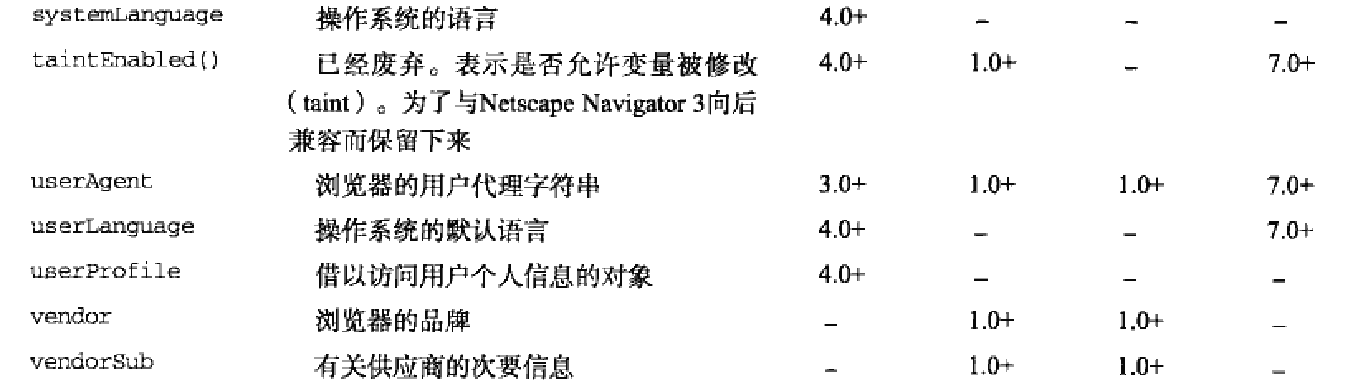 systemLanguage 操作系统的语言 4.0+ – – –
taintEnabled() 已经废弃。表示是否允许变量被修改 4.0+ 1.0+ – 7.0+
（taint）。为了与Netscape Navigator 3向后
兼容而保留下来
userAgent 浏览器的用户代理字符串 3.0+ 1.0+ 1.0+ 7.0+
userLanguage 操作系统的默认语言 4.0+ – – 7.0+
userProfile 借以访问用户个人信息的对象 4.0+ – – –
vendor 浏览器的品牌 – 1.0+ 1.0+ –
vendorSub 有关供应商的次要信息 – 1.0+ 1.0+ –